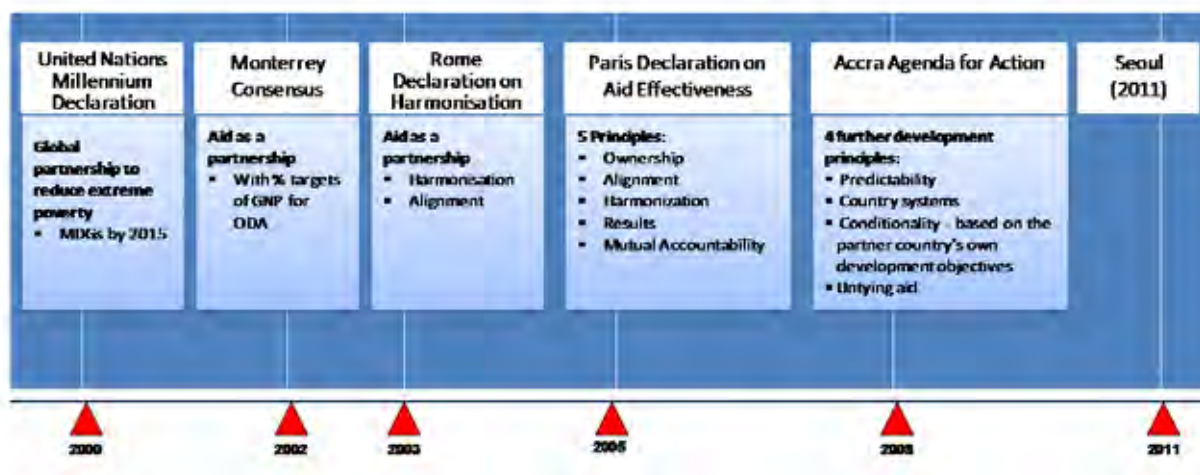 United Nations
Millennium
Declaration
Global
partnership to
reduce extreme
poverty
▪ MDGs by 2015
Monterrey
Consensus
Aid as a
partnership
▪ With % targets
of GNP for
ODA
Rome
Declaration on
Harmonisation
Aid as a
partnership
▪ Harmonisation
▪ Alignment
Paris Declaration on
Aid Effectiveness
5 Principles:
▪ Ownership
▪ Alignment
▪ Harmonization
▪ Results
▪ Mutual Accountability
Accra Agenda for Action
4 further development
principles:
▪ Predictability
▪ Country systems
▪ Conditionality - based on the
partner country's own
development objectives
▪ Untying aid
Seoul
(2011)
2000
2002
2003
2005
2008
2011